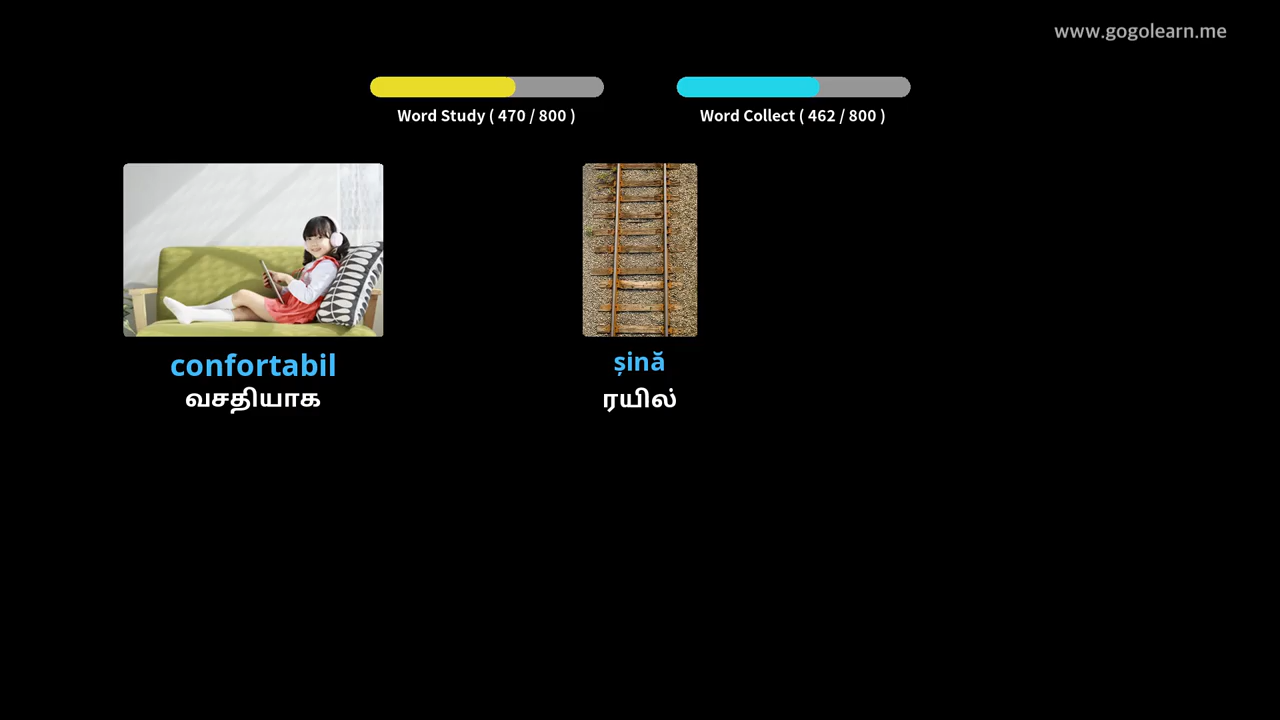 www.gogolearn.me
Word Study ( 470 / 800 )
Word Collect ( 462 / 800 )
confortabil
வசதியாக
șină
ரயில்